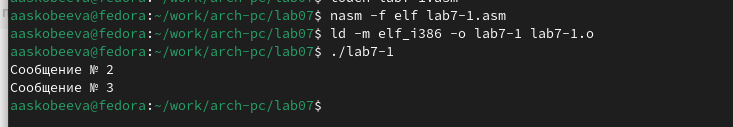 aaskobeeva@fedora:~/work/arch-pc/lab07$ nasm -f elf lab7-1.asm
aaskobeeva@fedora:~/work/arch-pc/lab07$ ld -m elf_i386 -o lab7-1 lab7-1.o
aaskobeeva@fedora:~/work/arch-pc/lab07$ ./lab7-1
Сообщение № 2
Сообщение № 3
aaskobeeva@fedora:~/work/arch-pc/lab07$